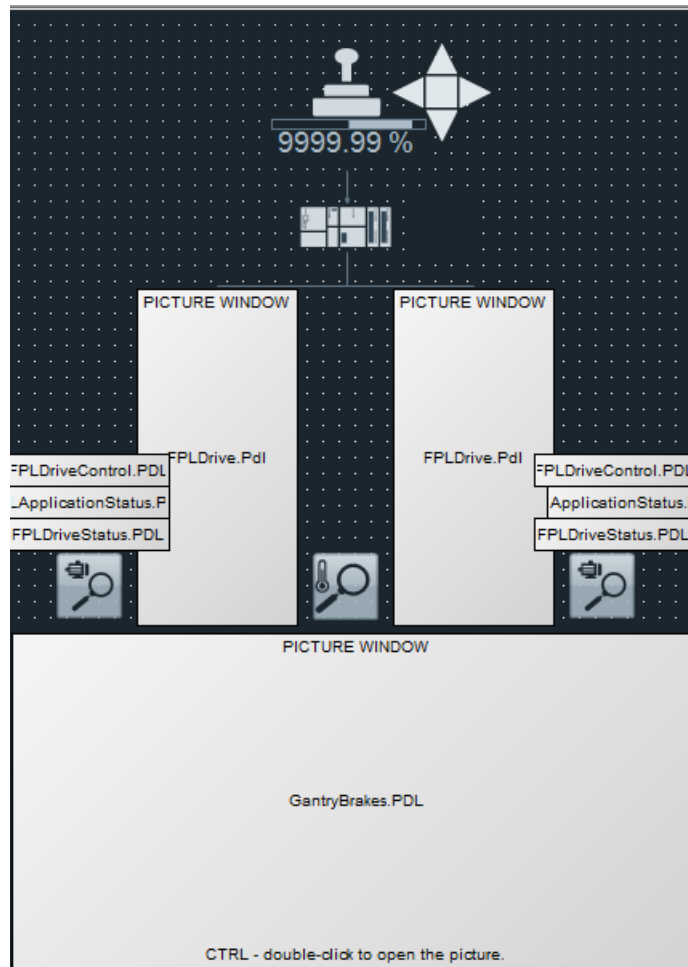 9999.99 %
PICTURE WINDOW
PICTURE WINDOW
FPLDrive.Pdl
FPLDrive.Pdl
FPLDriveControl.PDL
FPLDriveControl.PDL
LApplicationStatus.P
ApplicationStatus.
FPLDriveStatus.PDL
FPLDriveStatus.PDL
PICTURE WINDOW
GantryBrakes.PDL
CTRL - double-click to open the picture.